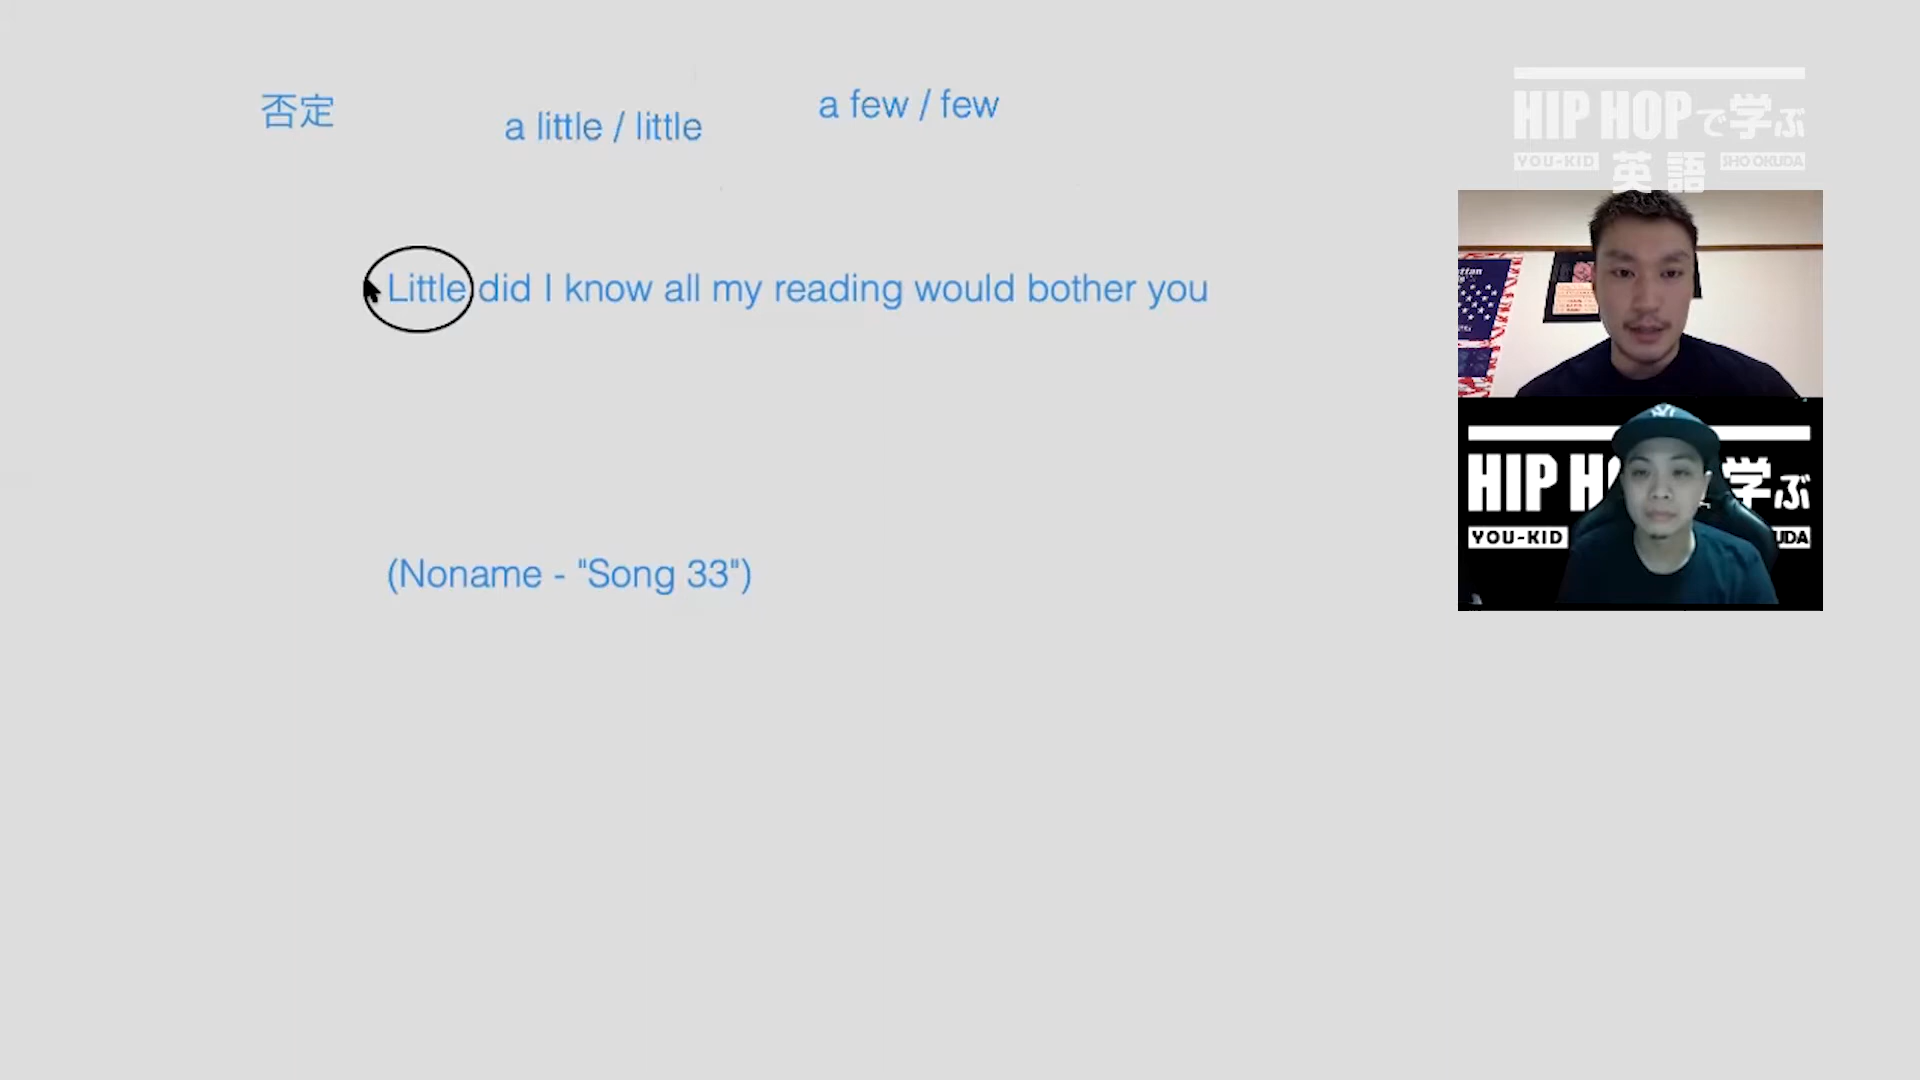 否定
a little / little
a few / few
Little did I know all my reading would bother you
(Noname - "Song 33")
HIP HOPで学ぶ
YOU-KID 英語 SHO OKUDA
HIP H 学ぶ
YOU-KID UDA